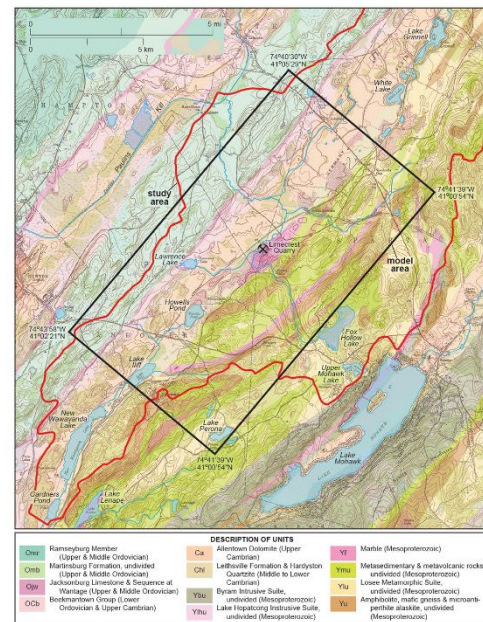 0 5 mi
0 5 km
74°40'30"W
41°05'29"N
Lake
Grinnell
White
Lake
H A M P T O N
Paulins
Kill
study
area
74°41'39"W
41°00'54"N
Limecrest
Quarry
model
area
Lawrence
Lake
Howells
Pond
74°43'58"W
41°02'21"N
Fox
Hollow
Lake
Lake
Iliff
Upper
Mohawk
Lake
New
Wawayanda
Lake
Lake
Perona
Lake
Mohawk
74°41'39"W
41°00'54"N
Gardners
Pond
Lake
Lenape
DESCRIPTION OF UNITS
Omr Ramseyburg Member
(Upper & Middle Ordovician)
Omb Martinsburg Formation, undivided
(Upper & Middle Ordovician)
Ojw Jacksonburg Limestone & Sequence at
Wantage (Upper & Middle Ordovician)
OCb Beekmantown Group (Lower
Ordovician & Upper Cambrian)
Ca Allentown Dolomite (Upper
Cambrian)
Chl Leithsville Formation & Hardyston
Quartzite (Middle to Lower
Cambrian)
Ybu Byram Intrusive Suite,
undivided (Mesoproterozoic)
Ylhu Lake Hopatcong Instrusive Suite,
undivided (Mesoproterozoic)
Yf Marble (Mesoproterozoic)
Ymu Metasedimentary & metavolcanic rocks,
undivided (Mesoproterozoic)
Ylu Losee Metamorphic Suite,
undivided (Mesoproterozoic)
Yu Amphibolite, mafic gneiss & microanti-
perthite alaskite, undivided
(Mesoproterozoic)